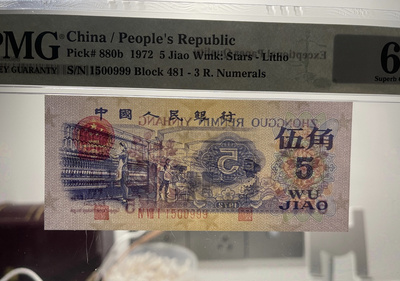 PMG
China / People's Republic
Pick# 880b 1972 5 Jiao Wmk: Stars - Litho
S/N 1500999 Block 481 - 3 R. Numerals
中國人民銀行
伍角
5
WU
JIAO
1500999